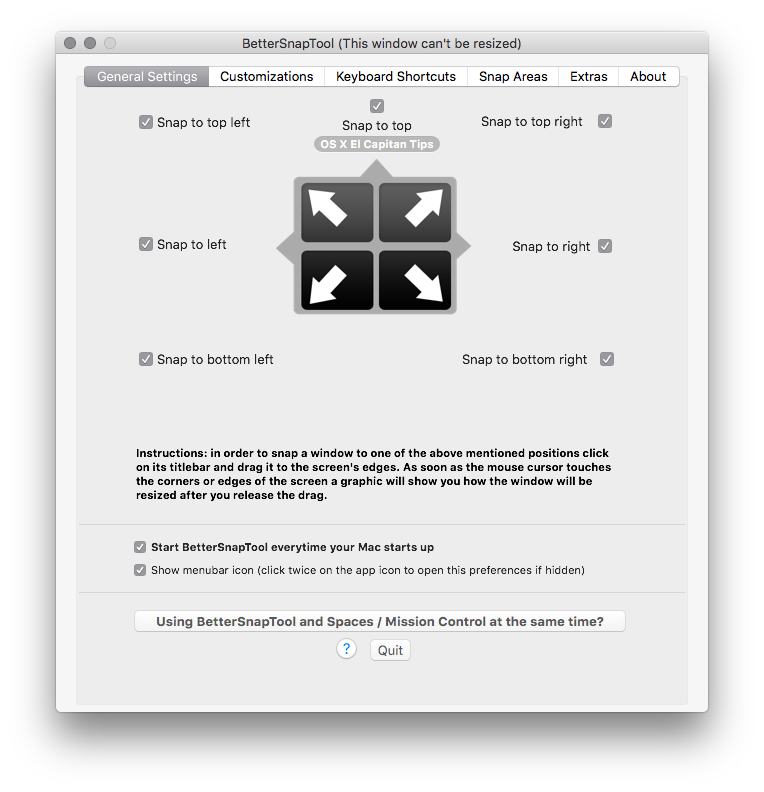 BetterSnapTool (This window can't be resized)
General Settings Customizations Keyboard Shortcuts Snap Areas Extras About
Snap to top left Snap to top Snap to top right
OS X El Capitan Tips
Snap to left Snap to right
Snap to bottom left Snap to bottom right
Instructions: in order to snap a window to one of the above mentioned positions click
on its titlebar and drag it to the screen's edges. As soon as the mouse cursor touches
the corners or edges of the screen a graphic will show you how the window will be
resized after you release the drag.
Start BetterSnapTool everytime your Mac starts up
Show menubar icon (click twice on the app icon to open this preferences if hidden)
Using BetterSnapTool and Spaces / Mission Control at the same time?
? Quit